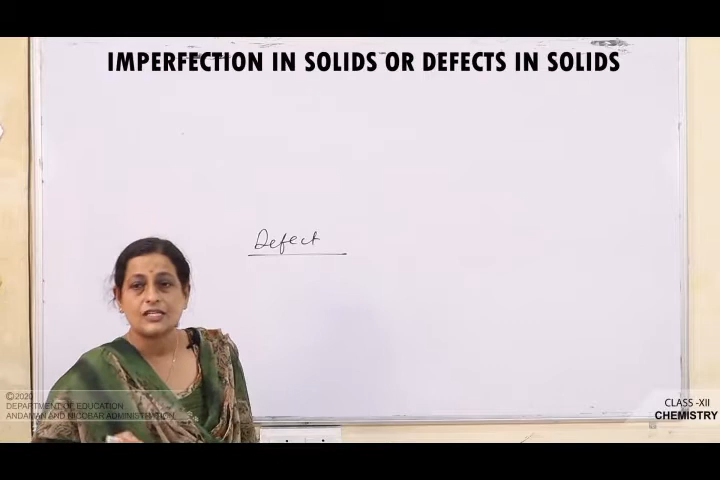 IMPERFECTION IN SOLIDS OR DEFECTS IN SOLIDS
Defect
©2020
DEPARTMENT OF EDUCATION
ANDAMAN AND NICOBAR ADMINISTRATION
CLASS -XII
CHEMISTRY